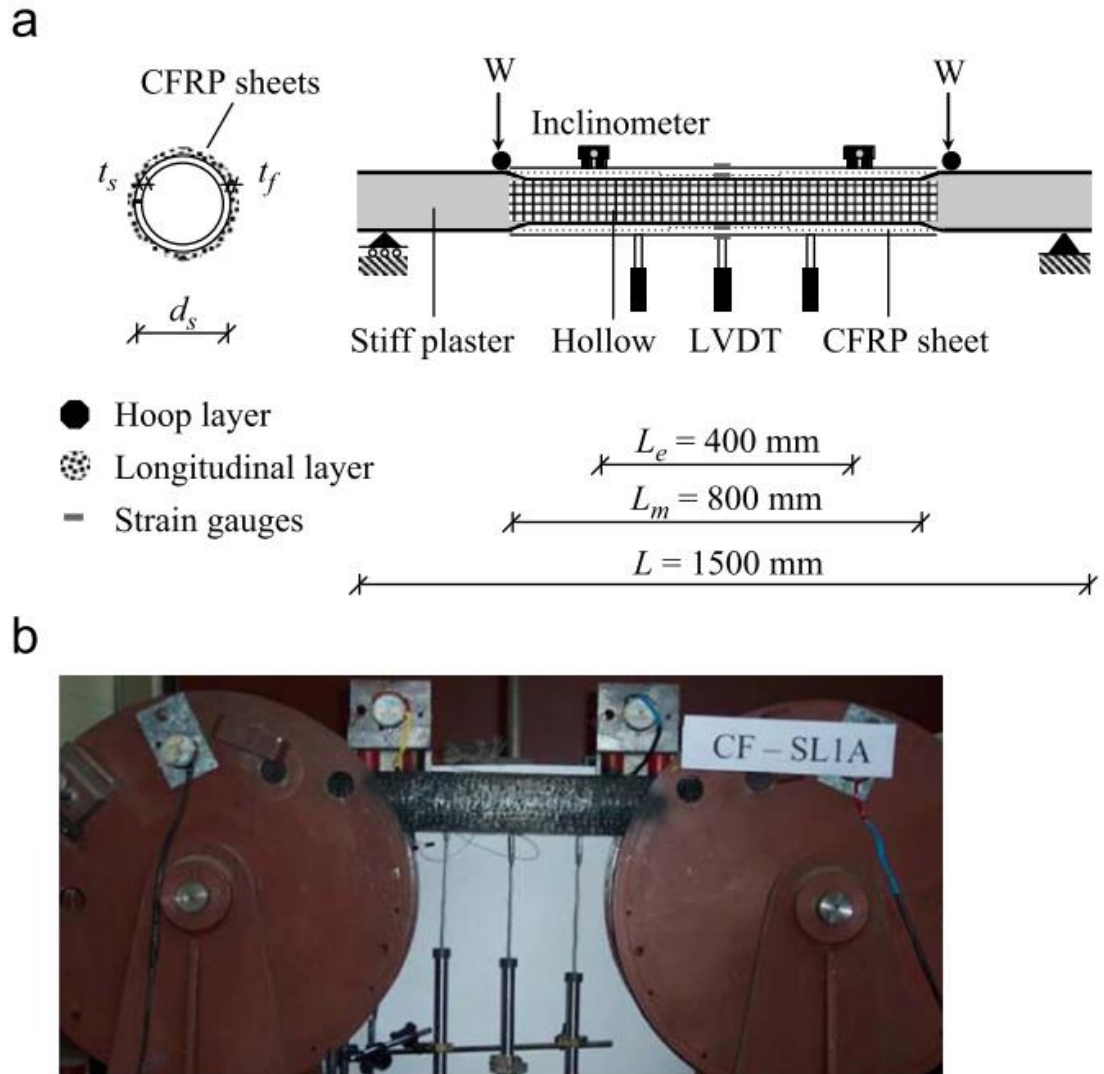 a
W
W
CFRP sheets
Inclinometer
t_s
t_f
d_s
Stiff plaster
Hollow
LVDT
CFRP sheet
Hoop layer
Longitudinal layer
Strain gauges
L_e = 400 mm
L_m = 800 mm
L = 1500 mm
b
CF – SL1A